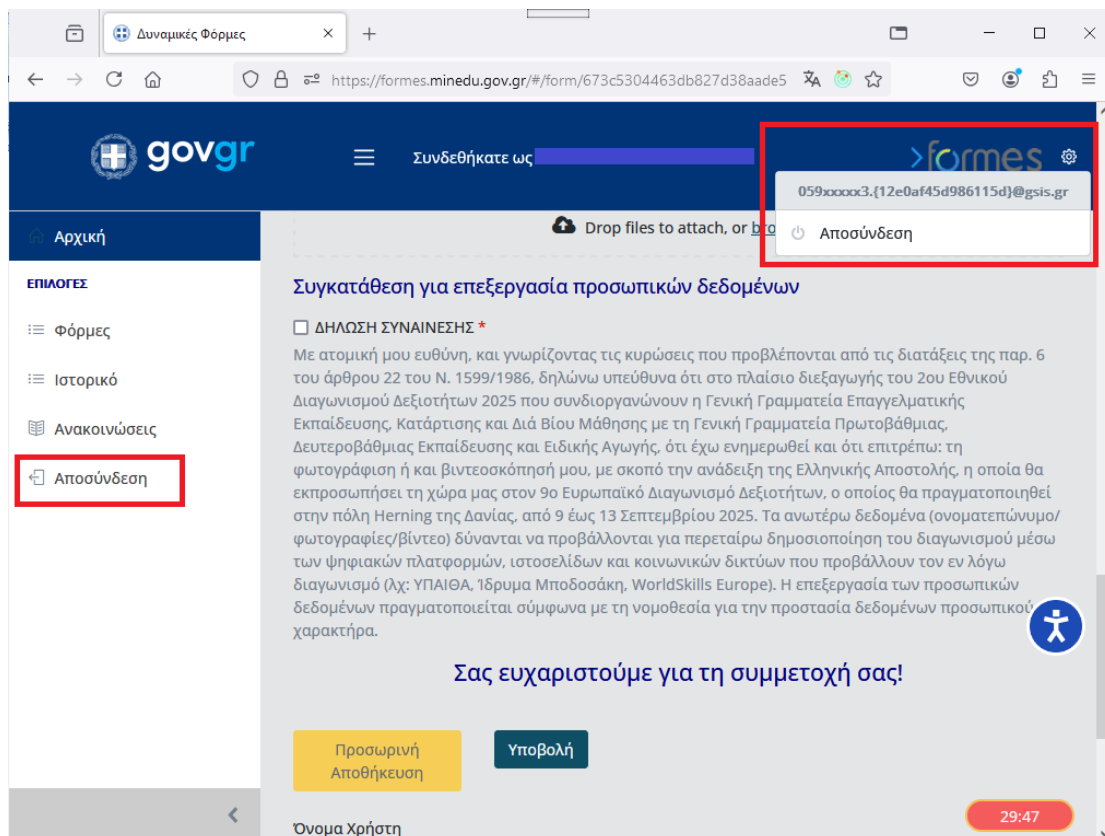 Δυναμικές Φόρμες
https://formes.minedu.gov.gr/#/form/673c5304463db827d38aade5
govgr
Συνδεθήκατε ως
>formes
059xxxxx3.{12e0af45d986115d}@gsis.gr
Αποσύνδεση
Αρχική
ΕΠΙΛΟΓΕΣ
Φόρμες
Ιστορικό
Ανακοινώσεις
Αποσύνδεση
Drop files to attach, or bro
Συγκατάθεση για επεξεργασία προσωπικών δεδομένων
ΔΗΛΩΣΗ ΣΥΝΑΙΝΕΣΗΣ *
Με ατομική μου ευθύνη, και γνωρίζοντας τις κυρώσεις που προβλέπονται από τις διατάξεις της παρ. 6
του άρθρου 22 του Ν. 1599/1986, δηλώνω υπεύθυνα ότι στο πλαίσιο διεξαγωγής του 2ου Εθνικού
Διαγωνισμού Δεξιοτήτων 2025 που συνδιοργανώνουν η Γενική Γραμματεία Επαγγελματικής
Εκπαίδευσης, Κατάρτισης και Διά Βίου Μάθησης με τη Γενική Γραμματεία Πρωτοβάθμιας,
Δευτεροβάθμιας Εκπαίδευσης και Ειδικής Αγωγής, ότι έχω ενημερωθεί και ότι επιτρέπω: τη
φωτογράφιση ή και βιντεοσκόπησή μου, με σκοπό την ανάδειξη της Ελληνικής Αποστολής, η οποία θα
εκπροσωπήσει τη χώρα μας στον 9ο Ευρωπαϊκό Διαγωνισμό Δεξιοτήτων, ο οποίος θα πραγματοποιηθεί
στην πόλη Herning της Δανίας, από 9 έως 13 Σεπτεμβρίου 2025. Τα ανωτέρω δεδομένα (ονοματεπώνυμο/
φωτογραφίες/βίντεο) δύνανται να προβάλλονται για περεταίρω δημοσιοποίηση του διαγωνισμού μέσω
των ψηφιακών πλατφορμών, ιστοσελίδων και κοινωνικών δικτύων που προβάλλουν τον εν λόγω
διαγωνισμό (λχ: ΥΠΑΙΘΑ, Ίδρυμα Μποδοσάκη, WorldSkills Europe). Η επεξεργασία των προσωπικών
δεδομένων πραγματοποιείται σύμφωνα με τη νομοθεσία για την προστασία δεδομένων προσωπικού
χαρακτήρα.
Σας ευχαριστούμε για τη συμμετοχή σας!
Προσωρινή
Αποθήκευση
Υποβολή
29:47
Όνομα Χρήστη